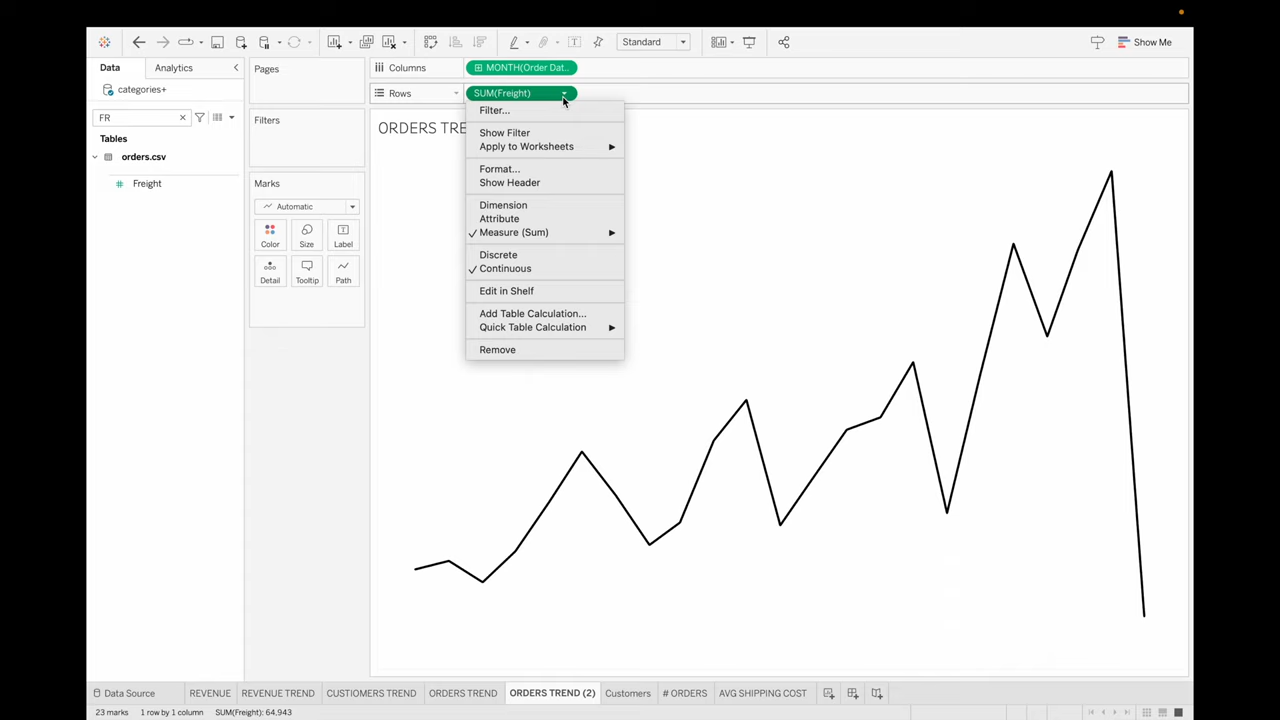 Standard
Show Me
Data
Analytics
Pages
Columns
MONTH(Order Dat..
categories+
Rows
SUM(Freight)
FR
Filters
Filter...
ORDERS TRE
Tables
Show Filter
orders.csv
Apply to Worksheets
Freight
Marks
Format...
Show Header
Automatic
Dimension
Attribute
Measure (Sum)
Color
Size
Label
Discrete
Continuous
Detail
Tooltip
Path
Edit in Shelf
Add Table Calculation...
Quick Table Calculation
Remove
Data Source
REVENUE
REVENUE TREND
CUSTIOMERS TREND
ORDERS TREND
ORDERS TREND (2)
Customers
# ORDERS
AVG SHIPPING COST
23 marks
1 row by 1 column
SUM(Freight): 64,943